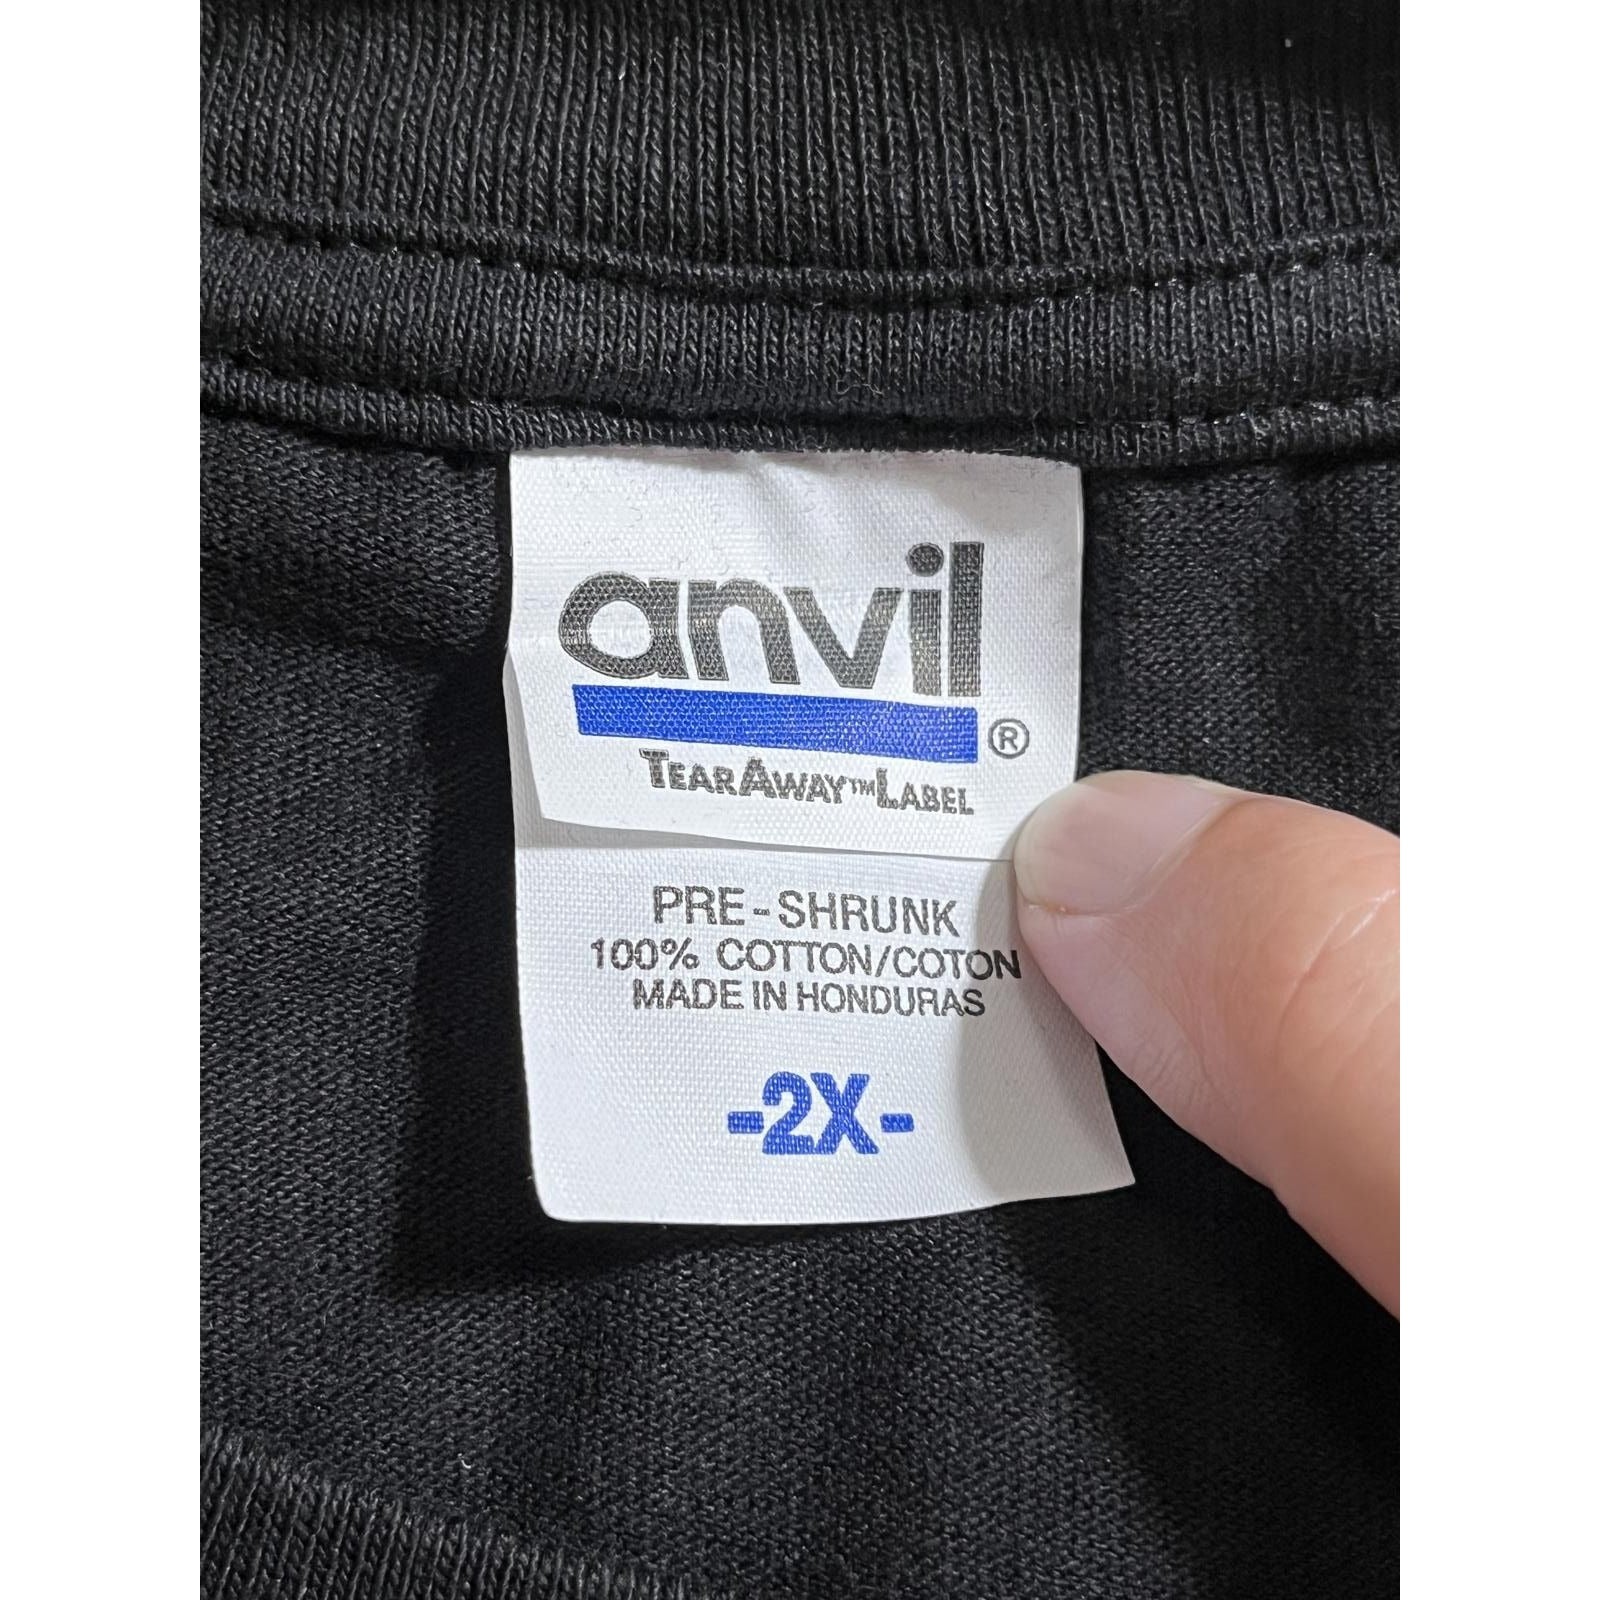 anvil
®
TEARAWAY™LABEL
PRE-SHRUNK
100% COTTON/COTON
MADE IN HONDURAS
-2X-